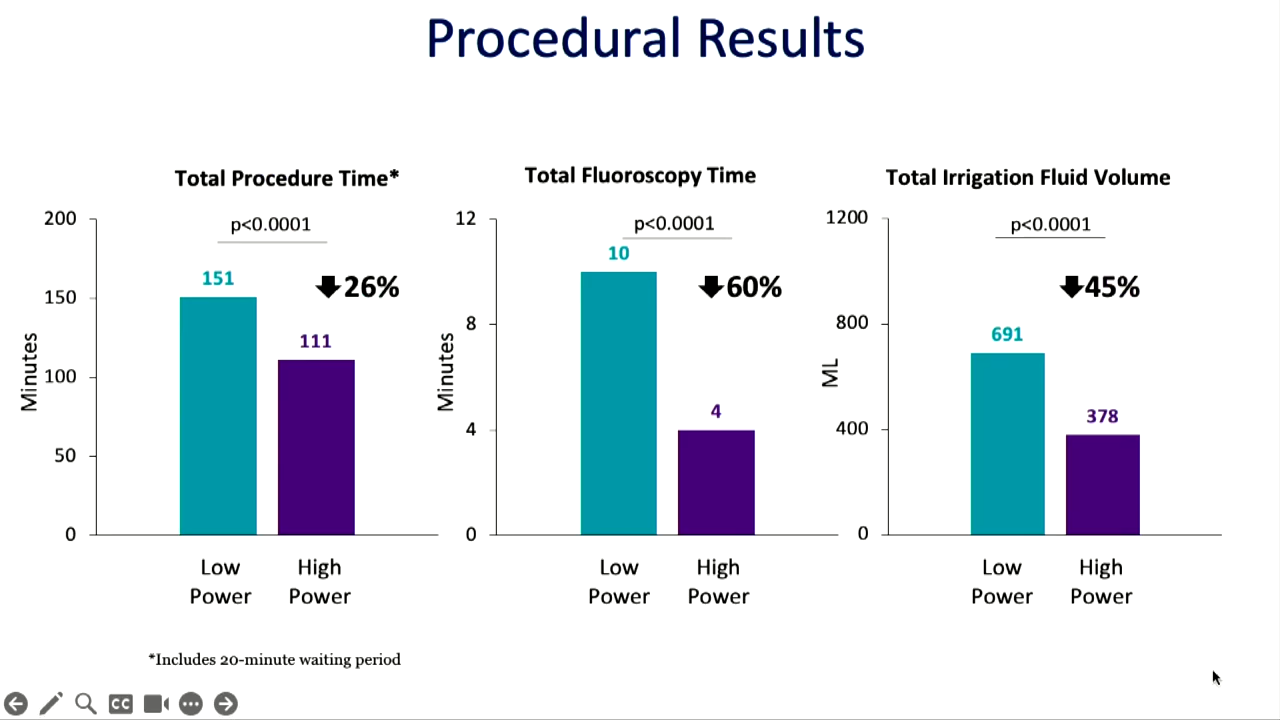 Procedural Results
Total Procedure Time*
200
150
100
50
0
Minutes
p<0.0001
151
111
26%
Low
Power
High
Power
*Includes 20-minute waiting period
Total Fluoroscopy Time
12
8
4
0
Minutes
p<0.0001
10
4
60%
Low
Power
High
Power
Total Irrigation Fluid Volume
1200
800
400
0
ML
p<0.0001
691
378
45%
Low
Power
High
Power
CC